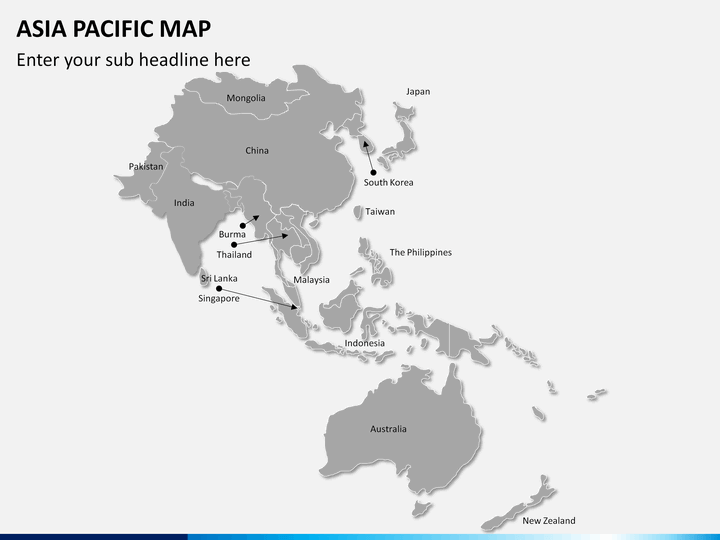 ASIA PACIFIC MAP
Enter your sub headline here
Mongolia
Japan
China
Pakistan
South Korea
India
Taiwan
Burma
Thailand
The Philippines
Sri Lanka
Malaysia
Singapore
Indonesia
Australia
New Zealand